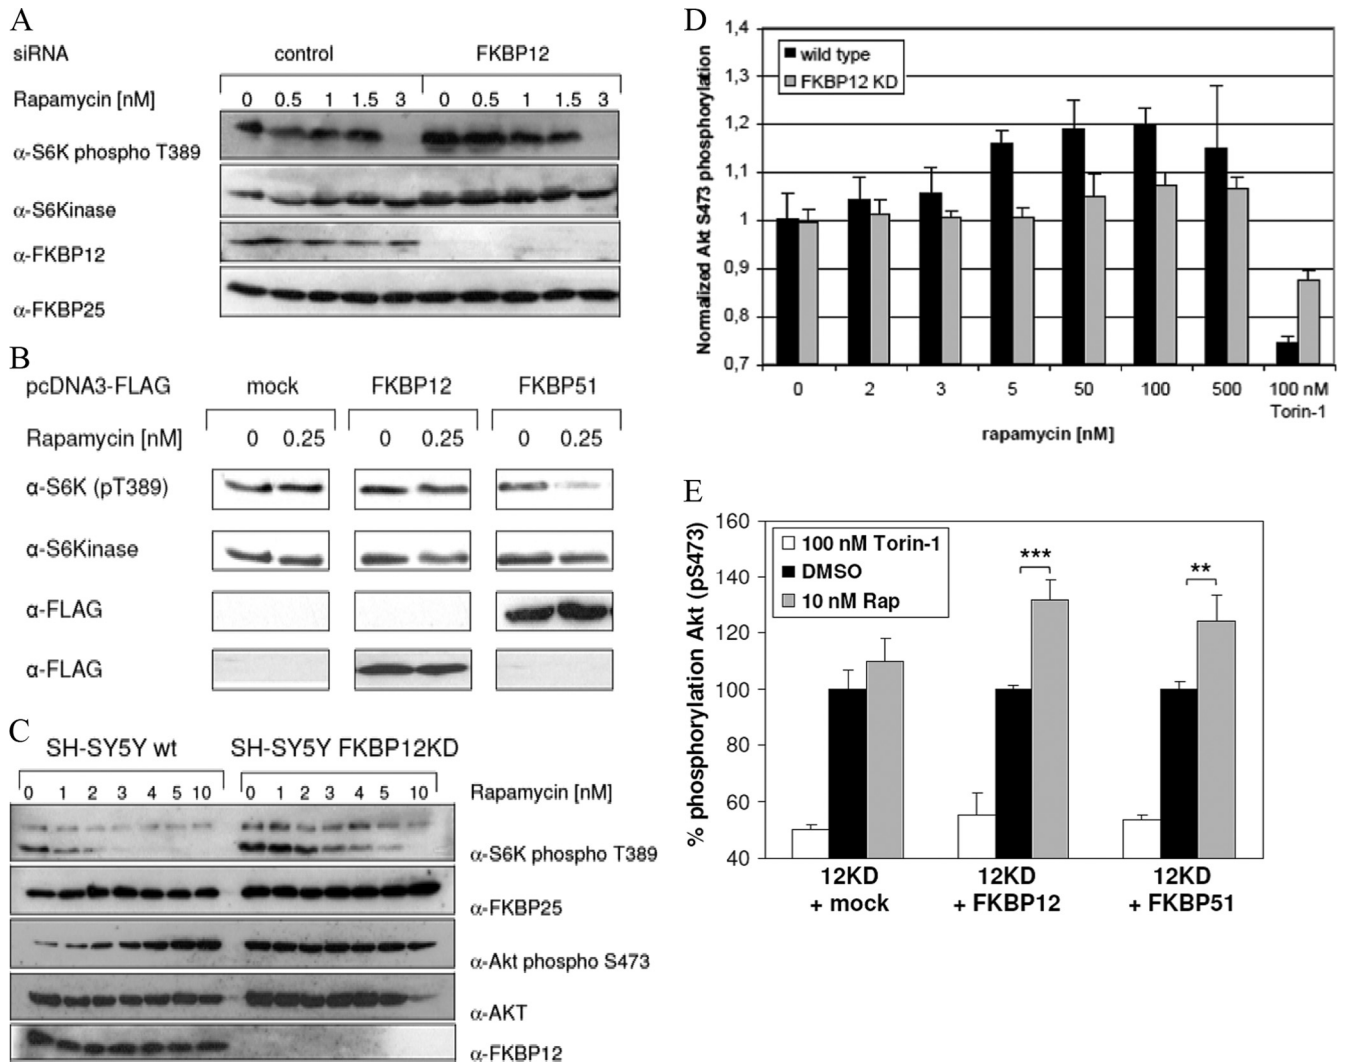 A
siRNA control FKBP12
Rapamycin [nM] 0 0.5 1 1.5 3 0 0.5 1 1.5 3
α-S6K phospho T389
α-S6Kinase
α-FKBP12
α-FKBP25
B
pcDNA3-FLAG mock FKBP12 FKBP51
Rapamycin [nM] 0 0.25 0 0.25 0 0.25
α-S6K (pT389)
α-S6Kinase
α-FLAG
α-FLAG
C
SH-SY5Y wt SH-SY5Y FKBP12KD
0 1 2 3 4 5 10 0 1 2 3 4 5 10 Rapamycin [nM]
α-S6K phospho T389
α-FKBP25
α-Akt phospho S473
α-AKT
α-FKBP12
D
Normalized Akt S473 phosphorylation
1,4
1,3
1,2
1,1
1
0,9
0,8
0,7
wild type
FKBP12 KD
0 2 3 5 50 100 500 100 nM
Torin-1
rapamycin [nM]
E
% phosphorylation Akt (pS473)
160
140
120
100
80
60
40
100 nM Torin-1
DMSO
10 nM Rap
*** **
12KD 12KD 12KD
+ mock + FKBP12 + FKBP51